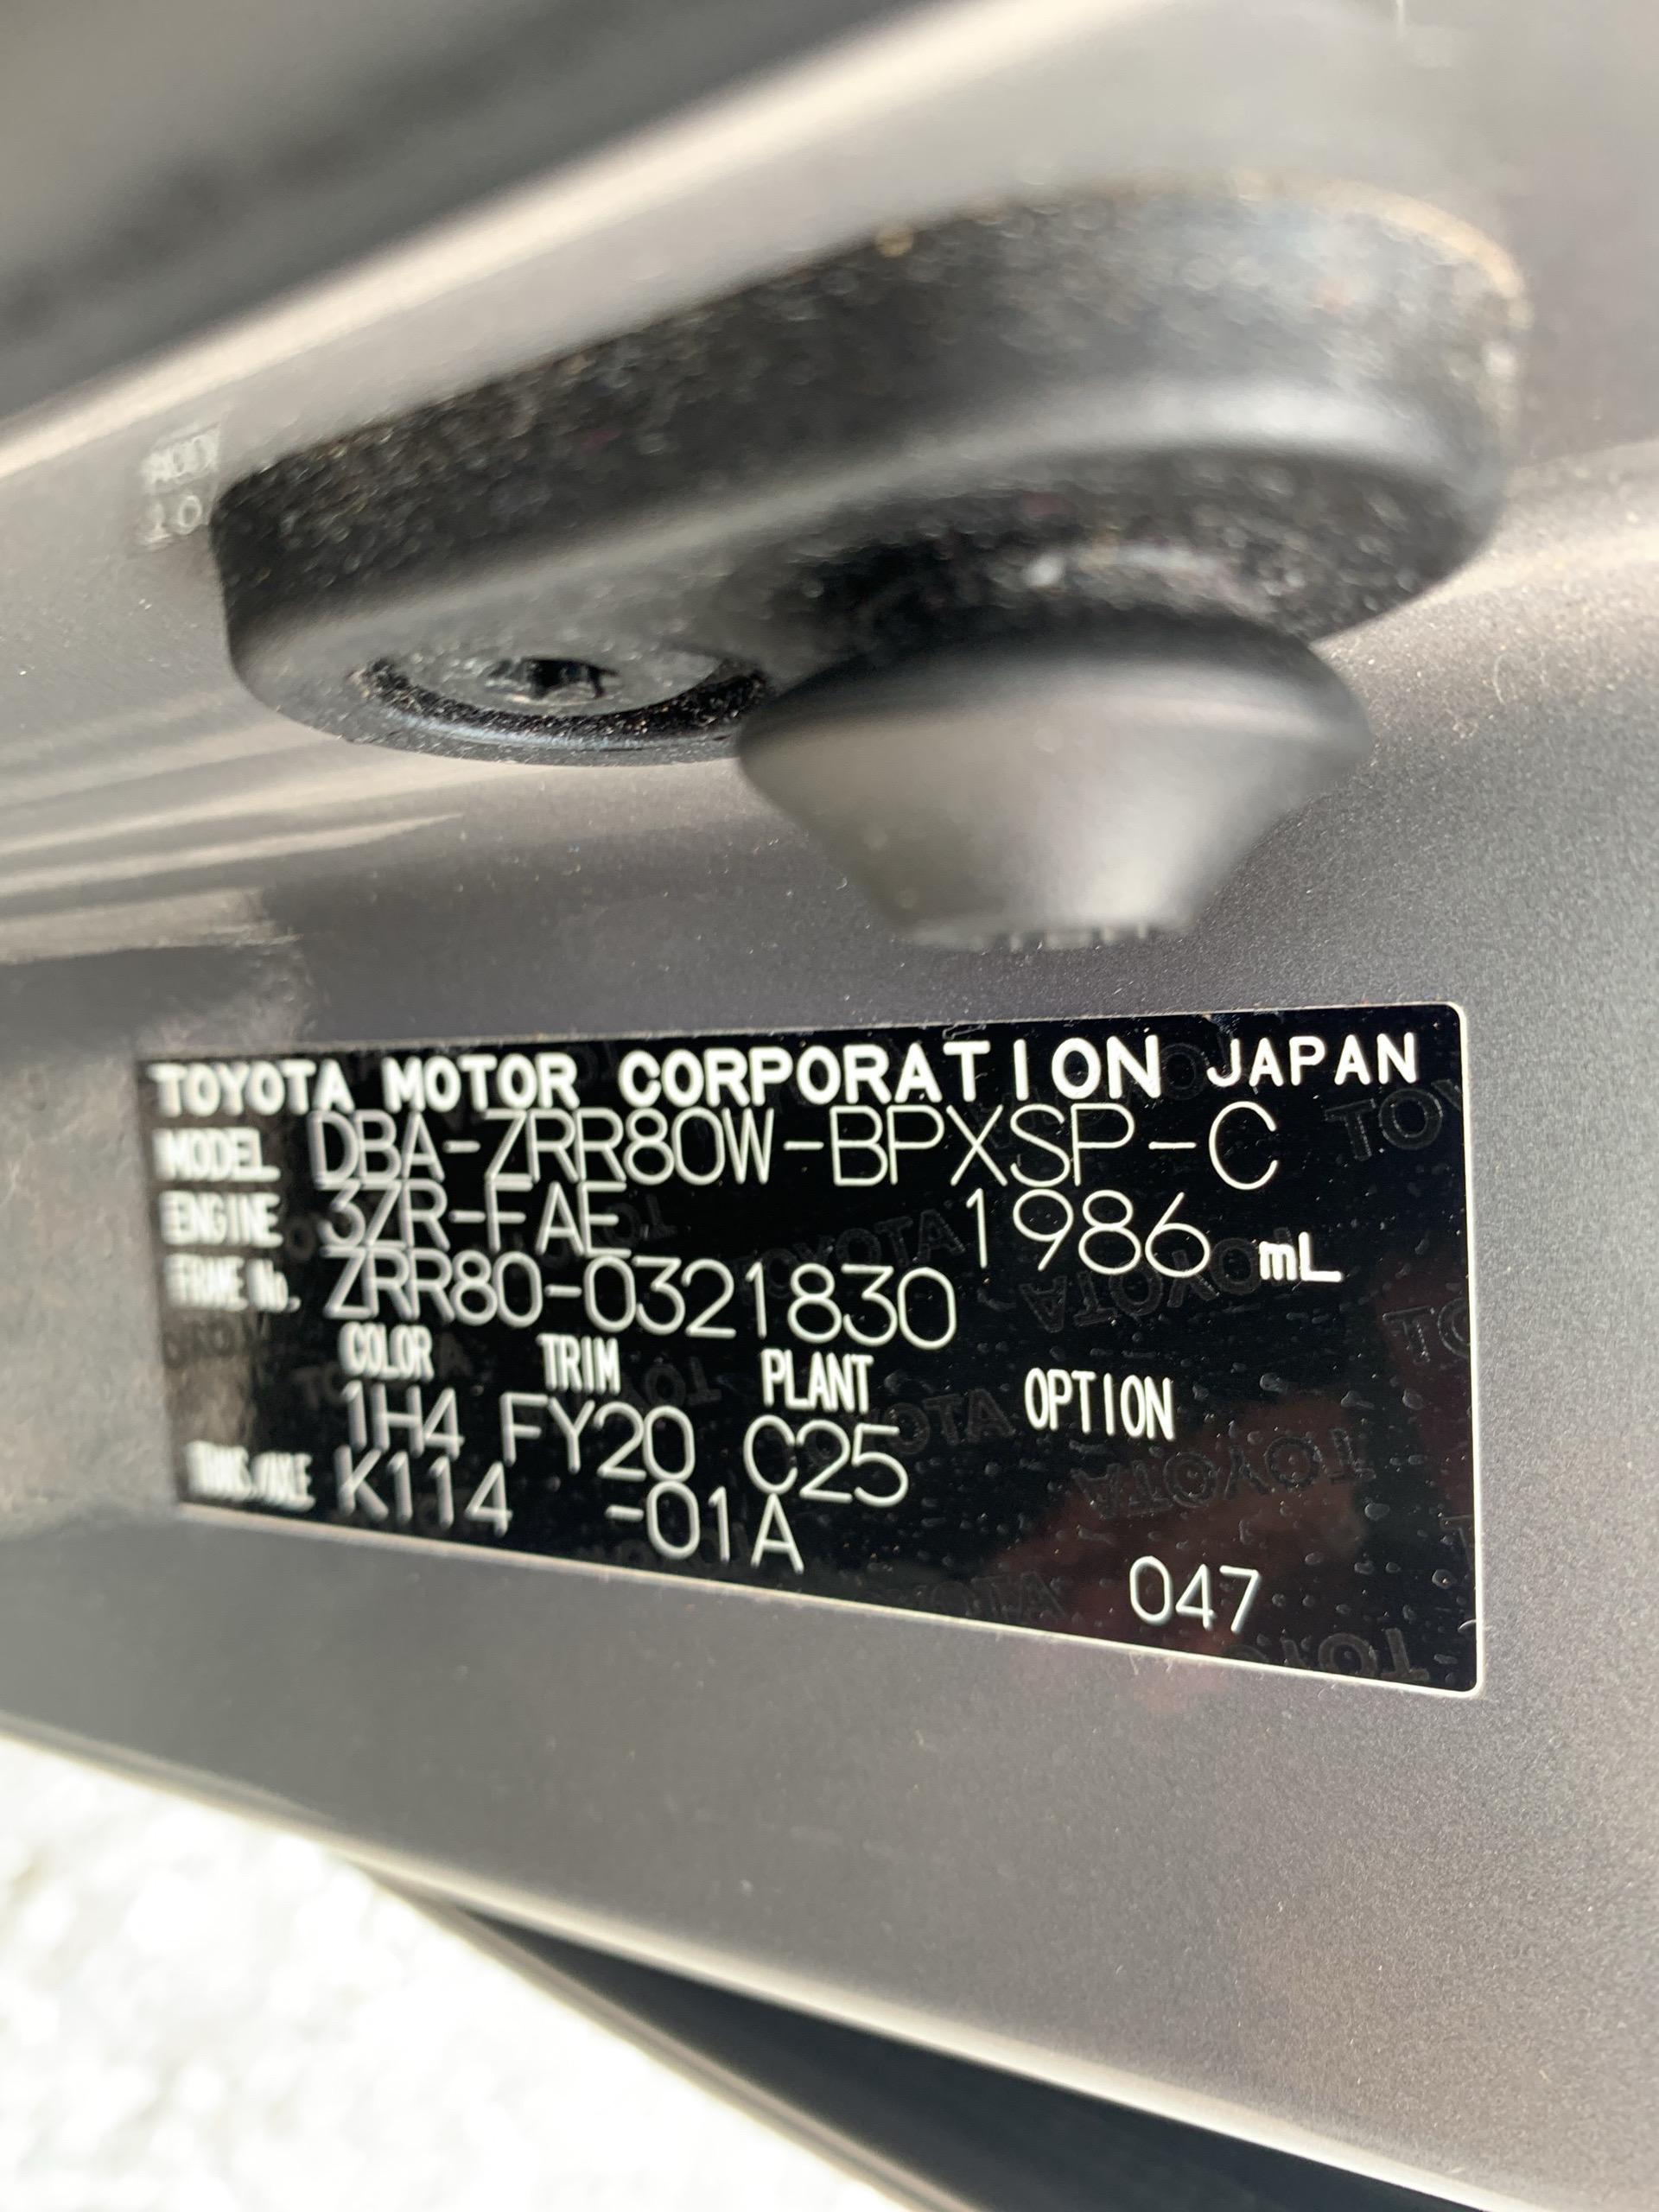 TOYOTA MOTOR CORPORATION JAPAN
MODEL DBA-ZRR80W-BPXSP-C
ENGINE 3ZR-FAE 1986 mL
FRAME No. ZRR80-0321830
COLOR TRIM PLANT OPTION
1H4 FY20 C25
TRANS./AXLE K114 -01A
047